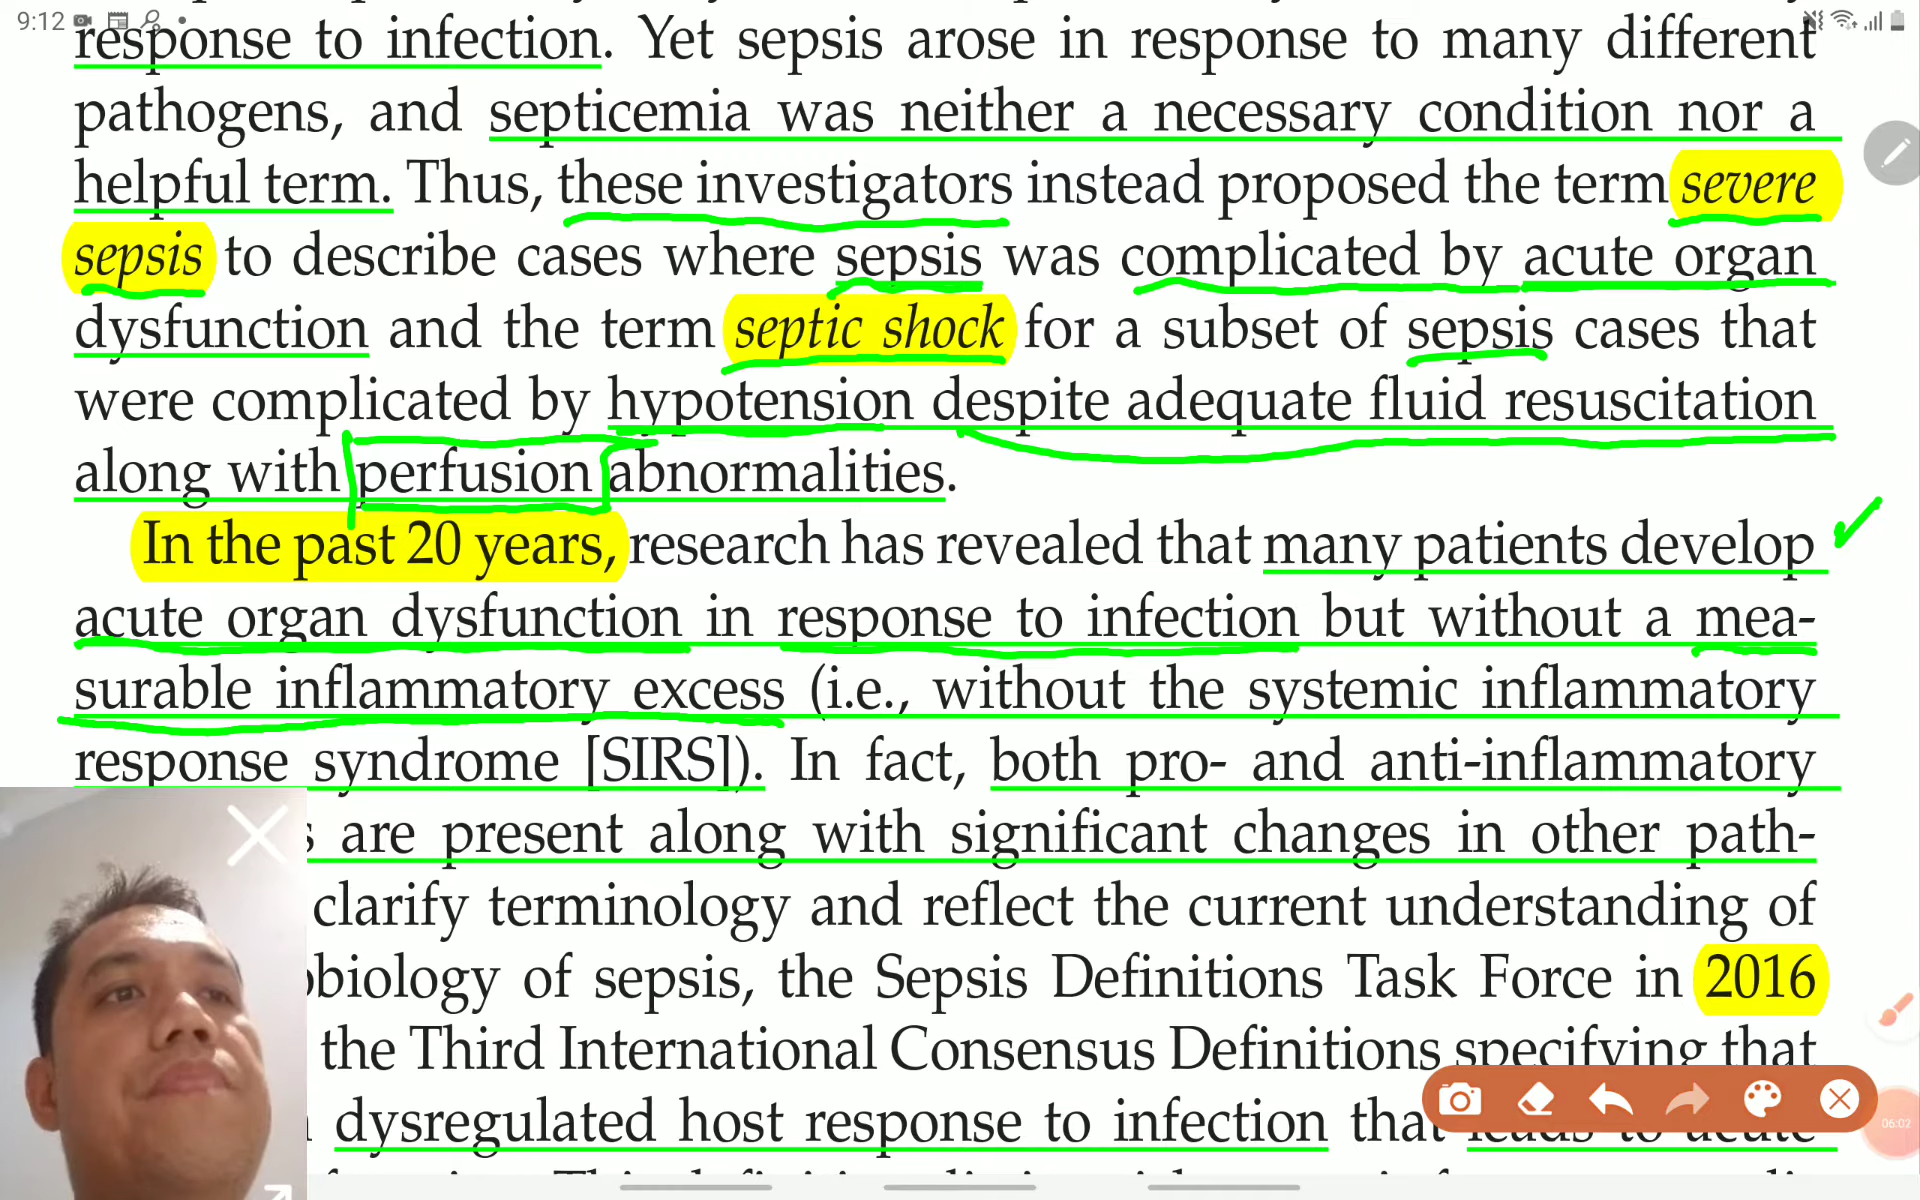 9:12
response to infection. Yet sepsis arose in response to many different
pathogens, and septicemia was neither a necessary condition nor a
helpful term. Thus, these investigators instead proposed the term severe
sepsis to describe cases where sepsis was complicated by acute organ
dysfunction and the term septic shock for a subset of sepsis cases that
were complicated by hypotension despite adequate fluid resuscitation
along with perfusion abnormalities.
In the past 20 years, research has revealed that many patients develop
acute organ dysfunction in response to infection but without a mea-
surable inflammatory excess (i.e., without the systemic inflammatory
response syndrome [SIRS]). In fact, both pro- and anti-inflammatory
are present along with significant changes in other path-
clarify terminology and reflect the current understanding of
obiology of sepsis, the Sepsis Definitions Task Force in 2016
the Third International Consensus Definitions specifying that
dysregulated host response to infection that leads to acute
06:02